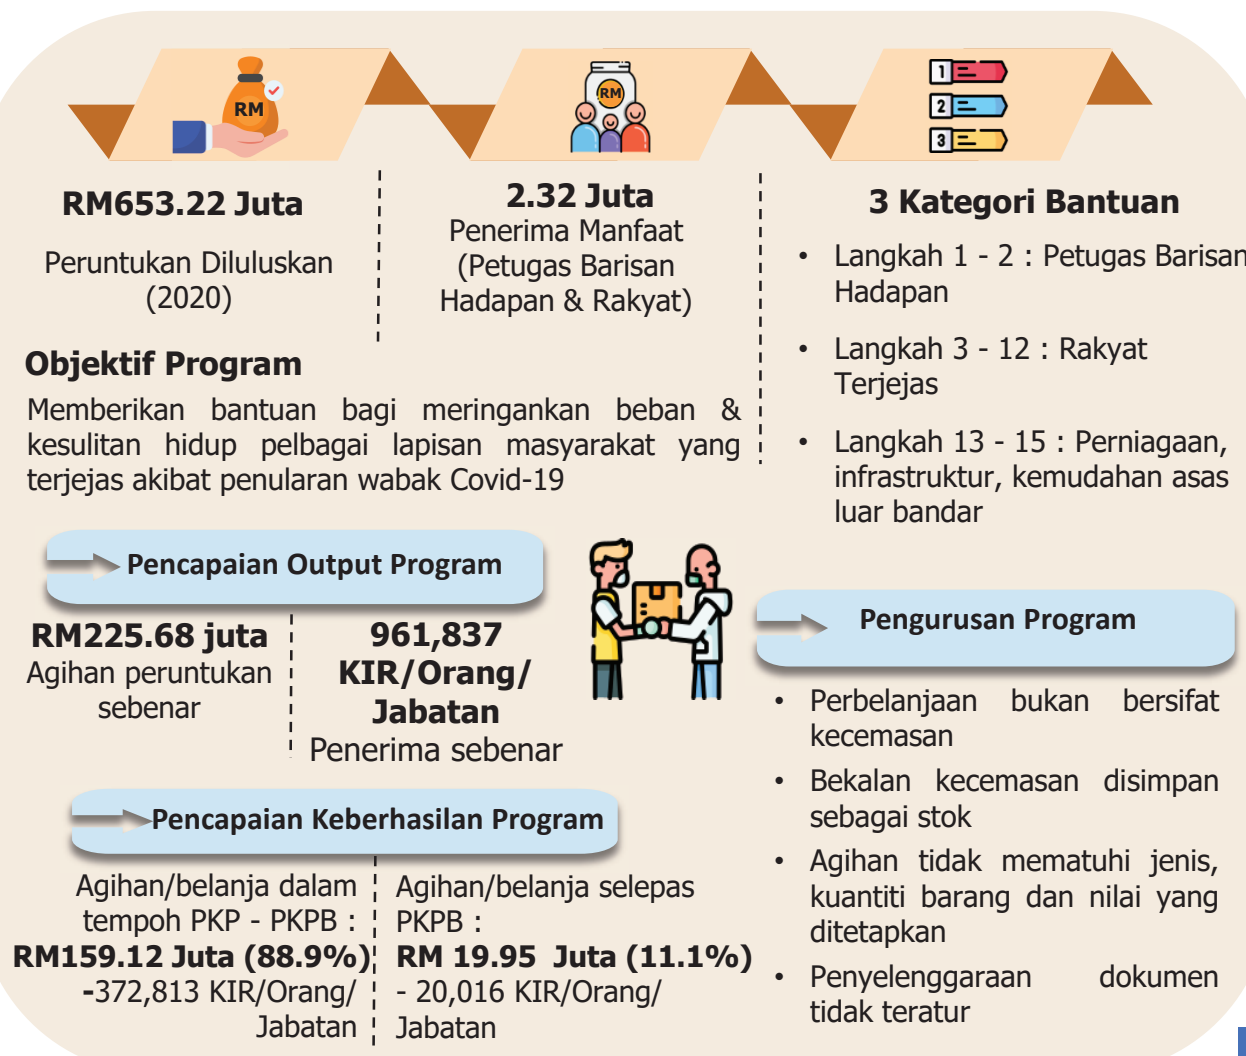 RM
RM
1
2
3
RM653.22 Juta
Peruntukan Diluluskan
(2020)
2.32 Juta
Penerima Manfaat
(Petugas Barisan
Hadapan & Rakyat)
3 Kategori Bantuan
• Langkah 1 - 2 : Petugas Barisan
Hadapan
• Langkah 3 - 12 : Rakyat
Terjejas
• Langkah 13 - 15 : Perniagaan,
infrastruktur, kemudahan asas
luar bandar
Objektif Program
Memberikan bantuan bagi meringankan beban &
kesulitan hidup pelbagai lapisan masyarakat yang
terjejas akibat penularan wabak Covid-19
Pencapaian Output Program
RM225.68 juta
Agihan peruntukan
sebenar
961,837
KIR/Orang/
Jabatan
Penerima sebenar
Pencapaian Keberhasilan Program
Agihan/belanja dalam
tempoh PKP - PKPB :
RM159.12 Juta (88.9%)
-372,813 KIR/Orang/
Jabatan
Agihan/belanja selepas
PKPB :
RM 19.95 Juta (11.1%)
- 20,016 KIR/Orang/
Jabatan
Pengurusan Program
• Perbelanjaan bukan bersifat
kecemasan
• Bekalan kecemasan disimpan
sebagai stok
• Agihan tidak mematuhi jenis,
kuantiti barang dan nilai yang
ditetapkan
• Penyelenggaraan dokumen
tidak teratur